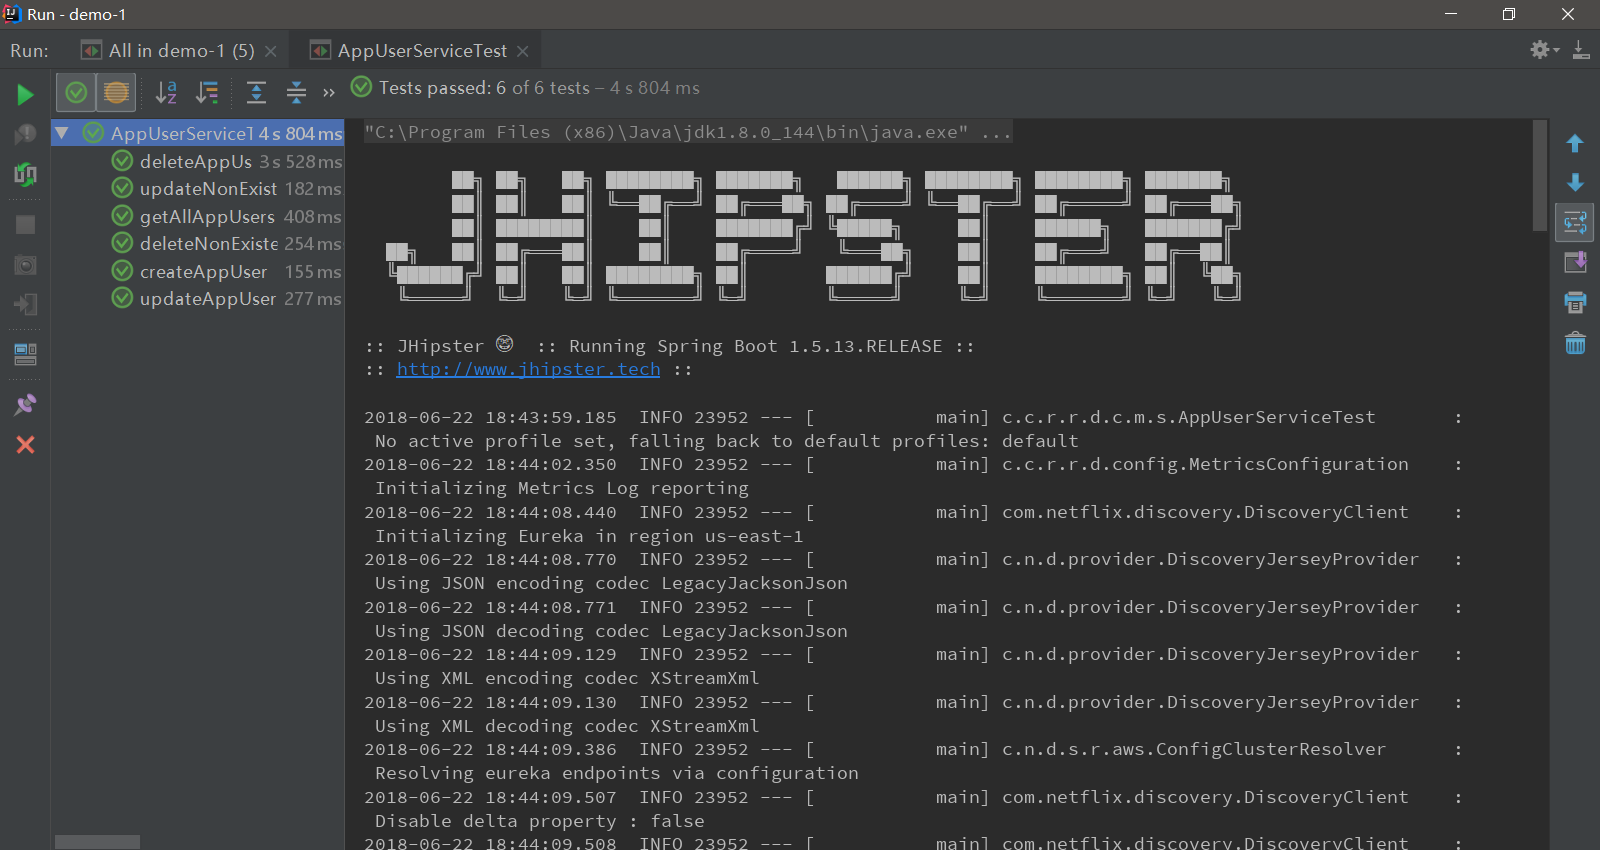 Run - demo-1
Run: All in demo-1 (5) AppUserServiceTest
Tests passed: 6 of 6 tests – 4 s 804 ms
AppUserServiceT 4 s 804 ms
deleteAppUs 3 s 528 ms
updateNonExist 182 ms
getAllAppUsers 408 ms
deleteNonExiste 254 ms
createAppUser 155 ms
updateAppUser 277 ms
"C:\Program Files (x86)\Java\jdk1.8.0_144\bin\java.exe" ...
JHIPSTER
:: JHipster 🤓 :: Running Spring Boot 1.5.13.RELEASE ::
:: http://www.jhipster.tech ::
2018-06-22 18:43:59.185 INFO 23952 --- [ main] c.c.r.r.d.c.m.s.AppUserServiceTest :
No active profile set, falling back to default profiles: default
2018-06-22 18:44:02.350 INFO 23952 --- [ main] c.c.r.r.d.config.MetricsConfiguration :
Initializing Metrics Log reporting
2018-06-22 18:44:08.440 INFO 23952 --- [ main] com.netflix.discovery.DiscoveryClient :
Initializing Eureka in region us-east-1
2018-06-22 18:44:08.770 INFO 23952 --- [ main] c.n.d.provider.DiscoveryJerseyProvider :
Using JSON encoding codec LegacyJacksonJson
2018-06-22 18:44:08.771 INFO 23952 --- [ main] c.n.d.provider.DiscoveryJerseyProvider :
Using JSON decoding codec LegacyJacksonJson
2018-06-22 18:44:09.129 INFO 23952 --- [ main] c.n.d.provider.DiscoveryJerseyProvider :
Using XML encoding codec XStreamXml
2018-06-22 18:44:09.130 INFO 23952 --- [ main] c.n.d.provider.DiscoveryJerseyProvider :
Using XML decoding codec XStreamXml
2018-06-22 18:44:09.386 INFO 23952 --- [ main] c.n.d.s.r.aws.ConfigClusterResolver :
Resolving eureka endpoints via configuration
2018-06-22 18:44:09.507 INFO 23952 --- [ main] com.netflix.discovery.DiscoveryClient :
Disable delta property : false
2018-06-22 18:44:09.508 INFO 23952 --- [ main] com.netflix.discovery.DiscoveryClient :